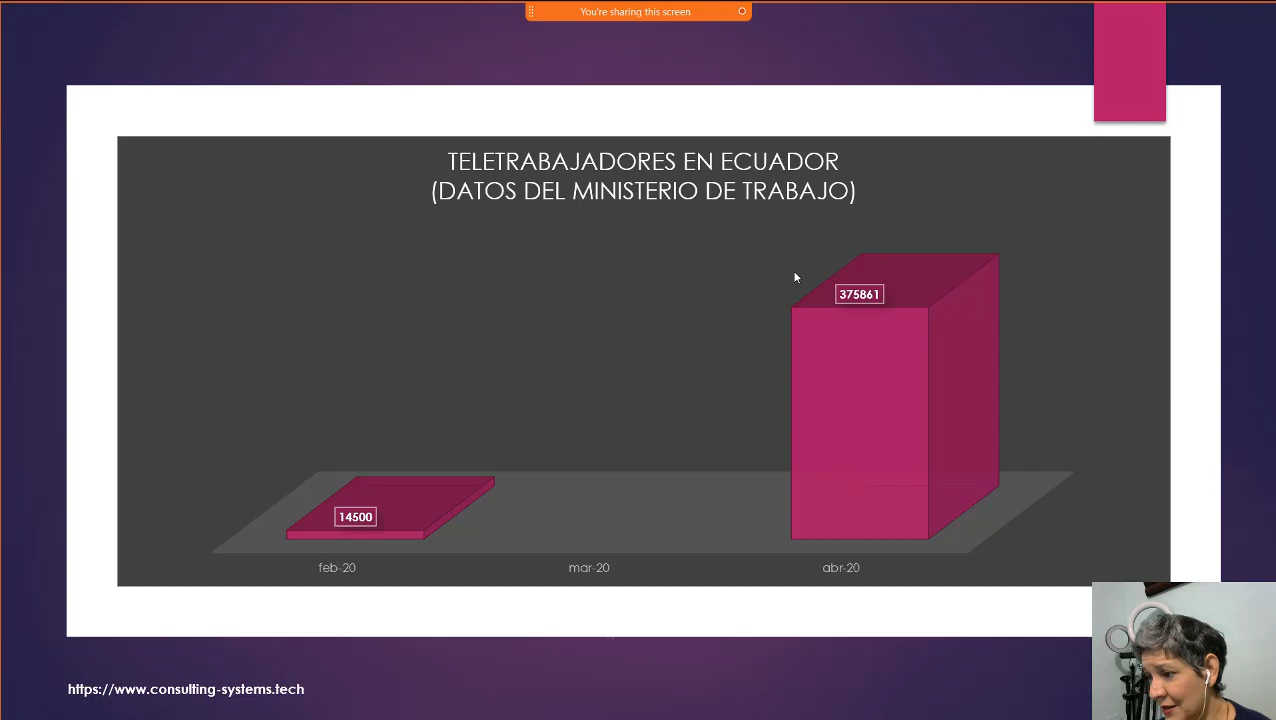 You're sharing this screen
TELETRABAJADORES EN ECUADOR
(DATOS DEL MINISTERIO DE TRABAJO)
375861
14500
feb-20
mar-20
abr-20
https://www.consulting-systems.tech